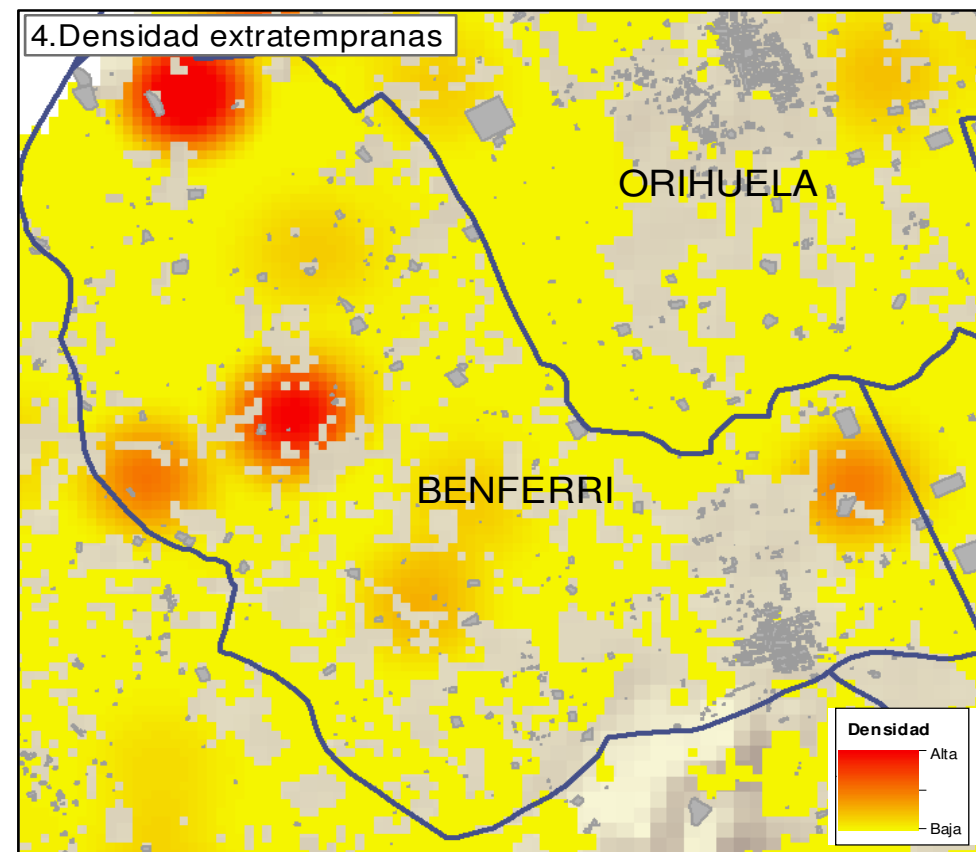 4.Densidad extratempranas
ORIHUELA
BENFERRI
Densidad
Alta
Baja